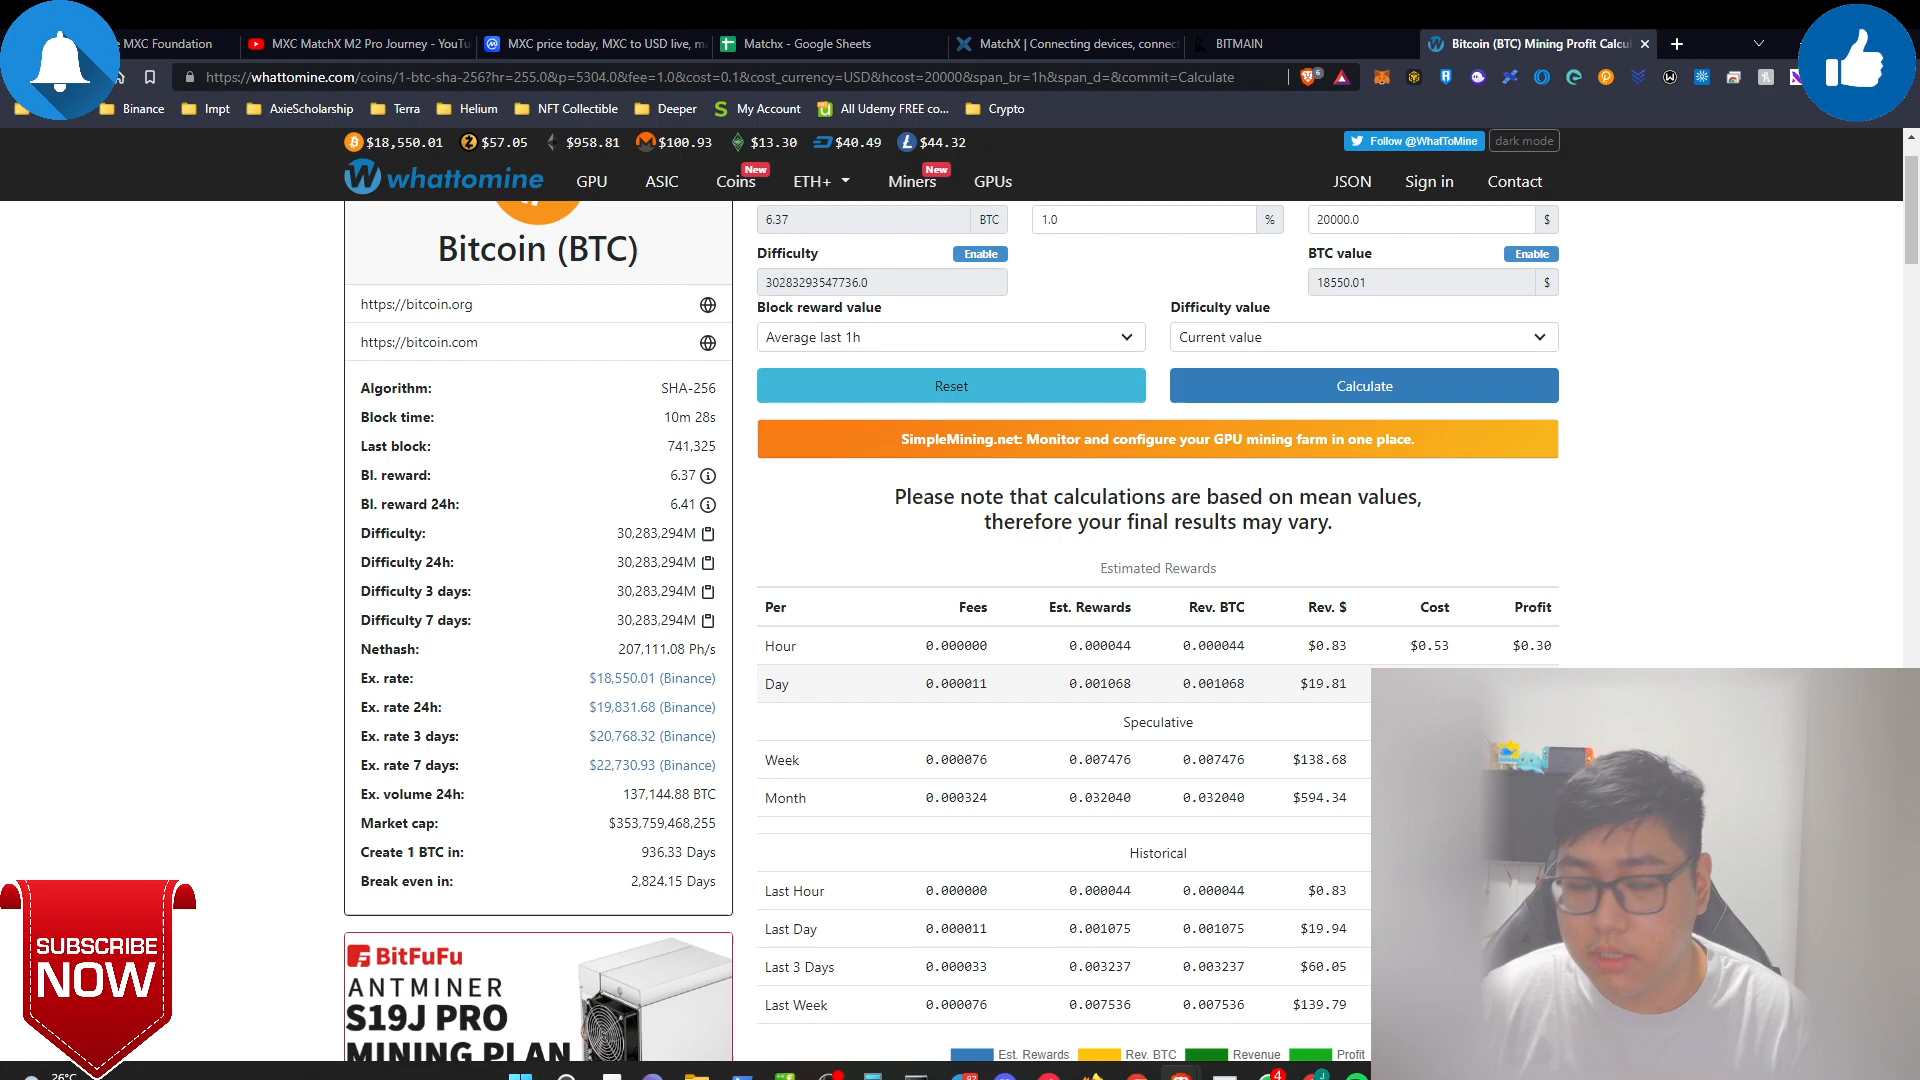 MXC Foundation
MXC MatchX M2 Pro Journey - YouTu
MXC price today, MXC to USD live, m
Matchx - Google Sheets
MatchX | Connecting devices, connect
BITMAIN
Bitcoin (BTC) Mining Profit Calcu
https://whattomine.com/coins/1-btc-sha-256?hr=255.0&p=5304.0&fee=1.0&cost=0.1&cost_currency=USD&hcost=20000&span_br=1h&span_d=&commit=Calculate
6
Binance
Impt
AxieScholarship
Terra
Helium
NFT Collectible
Deeper
My Account
All Udemy FREE co...
Crypto
$18,550.01
$57.05
$958.81
$100.93
$13.30
$40.49
$44.32
Follow @WhatToMine
dark mode
whattomine
GPU
ASIC
Coins
New
ETH+
Miners
New
GPUs
JSON
Sign in
Contact
Bitcoin (BTC)
https://bitcoin.org
https://bitcoin.com
Algorithm: SHA-256
Block time: 10m 28s
Last block: 741,325
Bl. reward: 6.37
Bl. reward 24h: 6.41
Difficulty: 30,283,294M
Difficulty 24h: 30,283,294M
Difficulty 3 days: 30,283,294M
Difficulty 7 days: 30,283,294M
Nethash: 207,111.08 Ph/s
Ex. rate: $18,550.01 (Binance)
Ex. rate 24h: $19,831.68 (Binance)
Ex. rate 3 days: $20,768.32 (Binance)
Ex. rate 7 days: $22,730.93 (Binance)
Ex. volume 24h: 137,144.88 BTC
Market cap: $353,759,468,255
Create 1 BTC in: 936.33 Days
Break even in: 2,824.15 Days
BitFuFu
ANTMINER
S19J PRO
MINING PLAN
6.37 BTC
1.0 %
20000.0 $
Difficulty Enable
30283293547736.0
BTC value Enable
18550.01 $
Block reward value
Average last 1h
Difficulty value
Current value
Reset
Calculate
SimpleMining.net: Monitor and configure your GPU mining farm in one place.
Please note that calculations are based on mean values,
therefore your final results may vary.
Estimated Rewards
Per Fees Est. Rewards Rev. BTC Rev. $ Cost Profit
Hour 0.000000 0.000044 0.000044 $0.83 $0.53 $0.30
Day 0.000011 0.001068 0.001068 $19.81
Speculative
Week 0.000076 0.007476 0.007476 $138.68
Month 0.000324 0.032040 0.032040 $594.34
Historical
Last Hour 0.000000 0.000044 0.000044 $0.83
Last Day 0.000011 0.001075 0.001075 $19.94
Last 3 Days 0.000033 0.003237 0.003237 $60.05
Last Week 0.000076 0.007536 0.007536 $139.79
Est. Rewards
Rev. BTC
Revenue
Profit
SUBSCRIBE
NOW
26°C
4